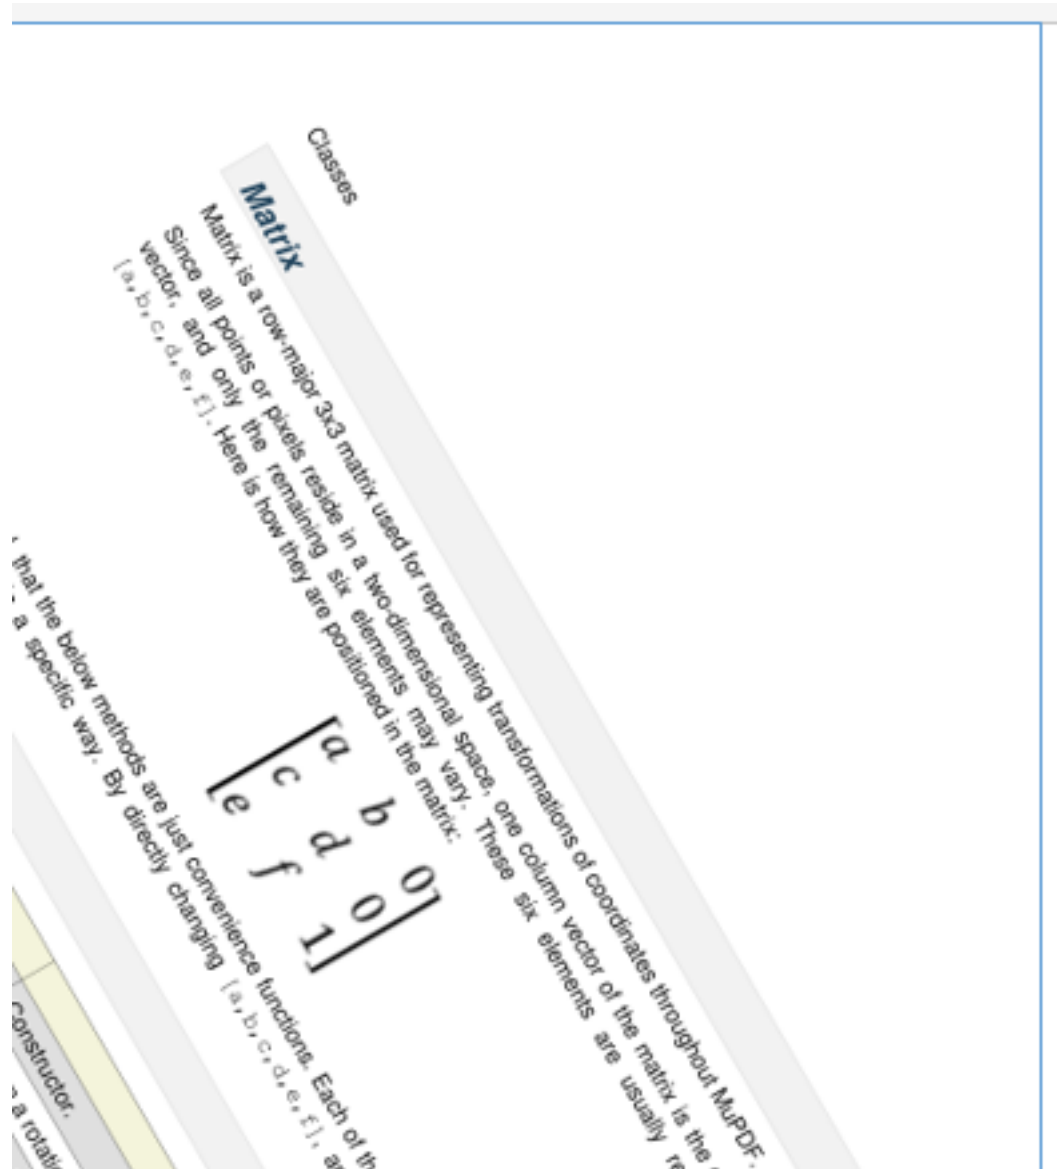 Classes
Matrix
Matrix is a row-major 3x3 matrix used for representing transformations of coordinates throughout MuPDF.
Since all points or pixels reside in a two-dimensional space, one column vector of the matrix is the
vector, and only the remaining six elements may vary. These six elements are usually
[a,b,c,d,e,f]. Here is how they are positioned in the matrix:
a b 0
c d 0
e f 1
that the below methods are just convenience functions. Each of
a specific way. By directly changing [a,b,c,d,e,f],
Constructor.
a